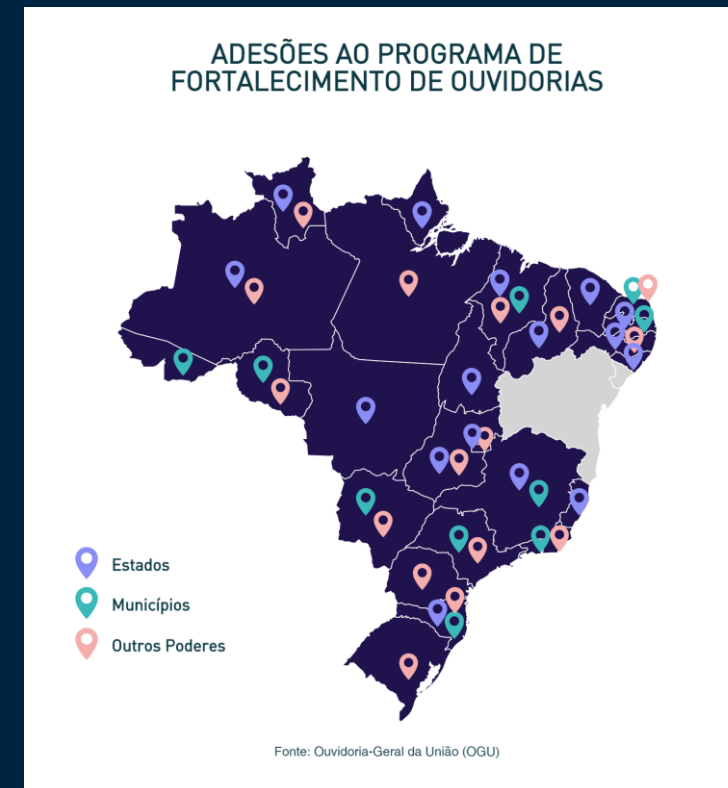 ADESÕES AO PROGRAMA DE
FORTALECIMENTO DE OUVIDORIAS
Estados
Municípios
Outros Poderes
Fonte: Ouvidoria-Geral da União (OGU)